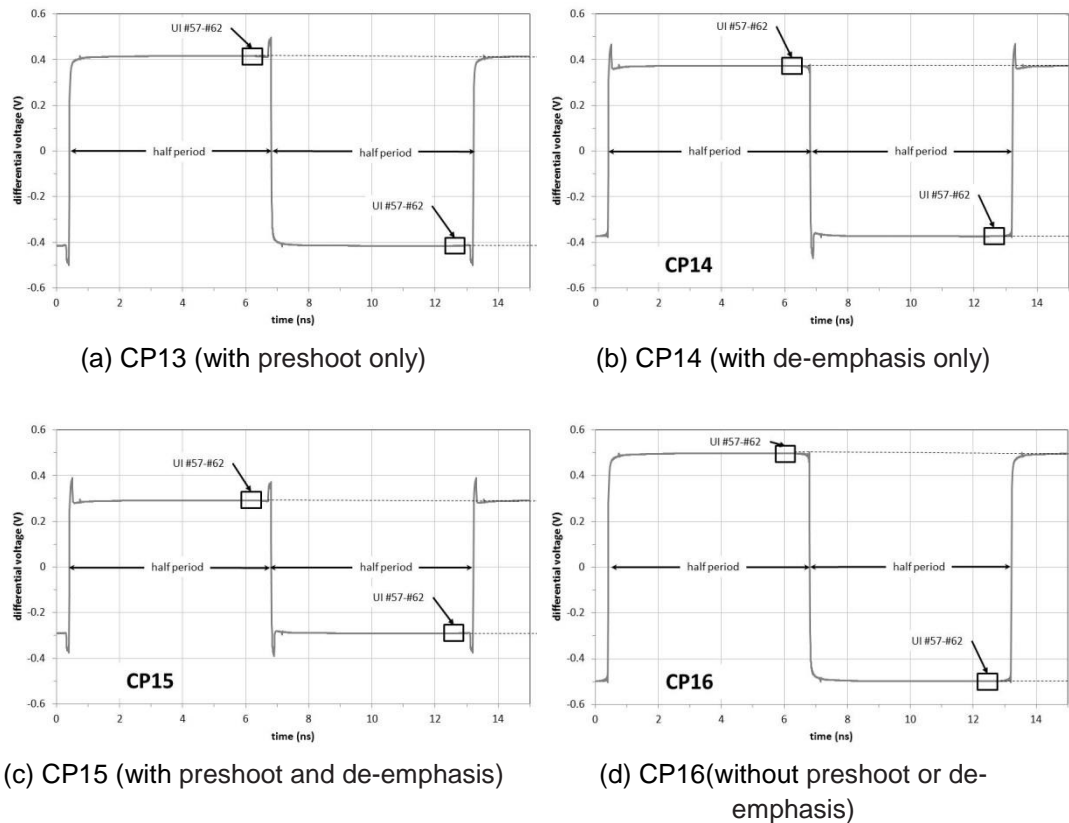 0.6
UI #57-#62
0.4
0.2
differential voltage (V)
0
half period
half period
-0.2
UI #57-#62
-0.4
-0.6
0 2 4 6 8 10 12 14
time (ns)
(a) CP13 (with preshoot only)
0.6
UI #57-#62
0.4
0.2
differential voltage (V)
0
half period
half period
-0.2
UI #57-#62
-0.4
CP14
-0.6
0 2 4 6 8 10 12 14
time (ns)
(b) CP14 (with de-emphasis only)
0.6
UI #57-#62
0.4
0.2
differential voltage (V)
0
half period
half period
-0.2
UI #57-#62
-0.4
CP15
-0.6
0 2 4 6 8 10 12 14
time (ns)
(c) CP15 (with preshoot and de-emphasis)
0.6
UI #57-#62
0.4
0.2
differential voltage (V)
0
half period
half period
-0.2
UI #57-#62
-0.4
CP16
-0.6
0 2 4 6 8 10 12 14
time (ns)
(d) CP16(without preshoot or de-
emphasis)